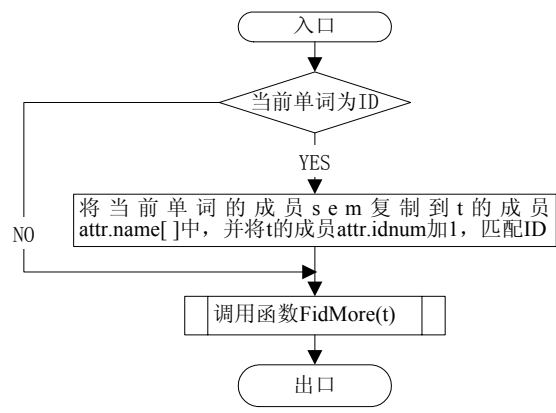 入口
当前单词为ID
YES
将当前单词的成员sem复制到t的成员
attr.name[ ]中，并将t的成员attr.idnum加1，匹配ID
NO
调用函数FidMore(t)
出口